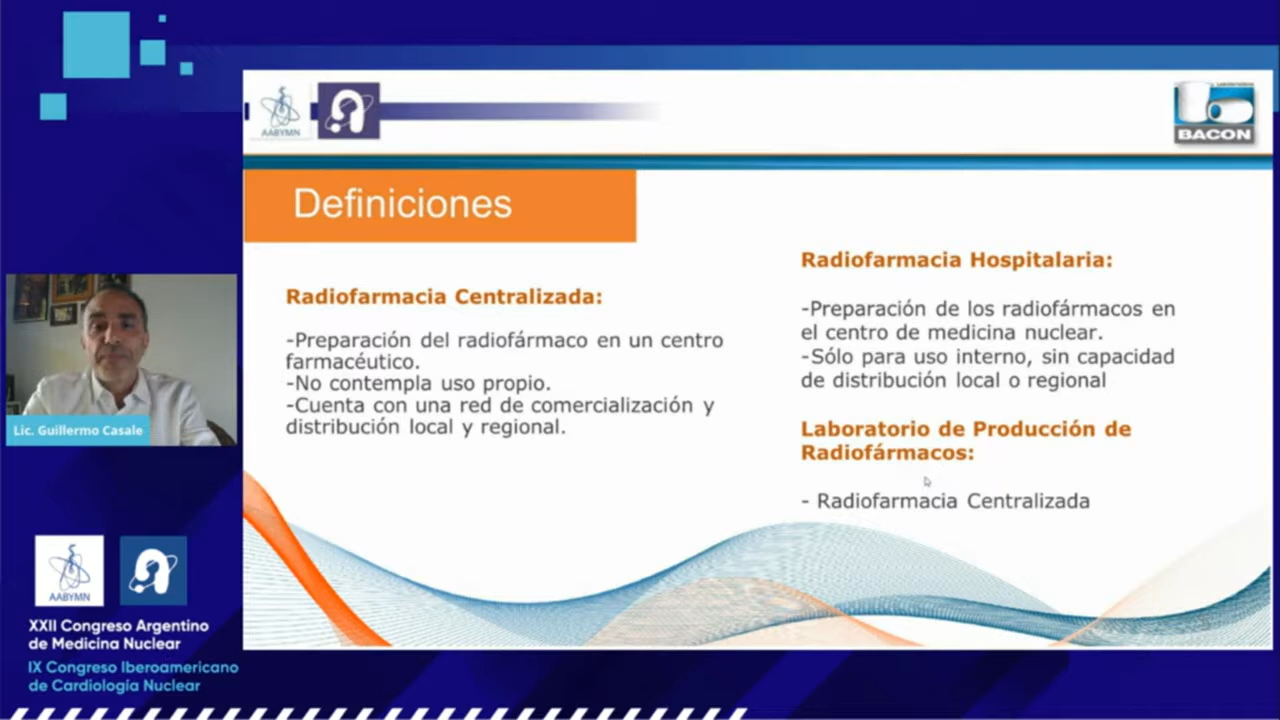 AABYMN
Laboratorios
BACON
Definiciones
Radiofarmacia Centralizada:
-Preparación del radiofármaco en un centro
farmacéutico.
-No contempla uso propio.
-Cuenta con una red de comercialización y
distribución local y regional.
Radiofarmacia Hospitalaria:
-Preparación de los radiofármacos en
el centro de medicina nuclear.
-Sólo para uso interno, sin capacidad
de distribución local o regional
Laboratorio de Producción de
Radiofármacos:
- Radiofarmacia Centralizada
Lic. Guillermo Casale
AABYMN
XXII Congreso Argentino
de Medicina Nuclear
IX Congreso Iberoamericano
de Cardiología Nuclear